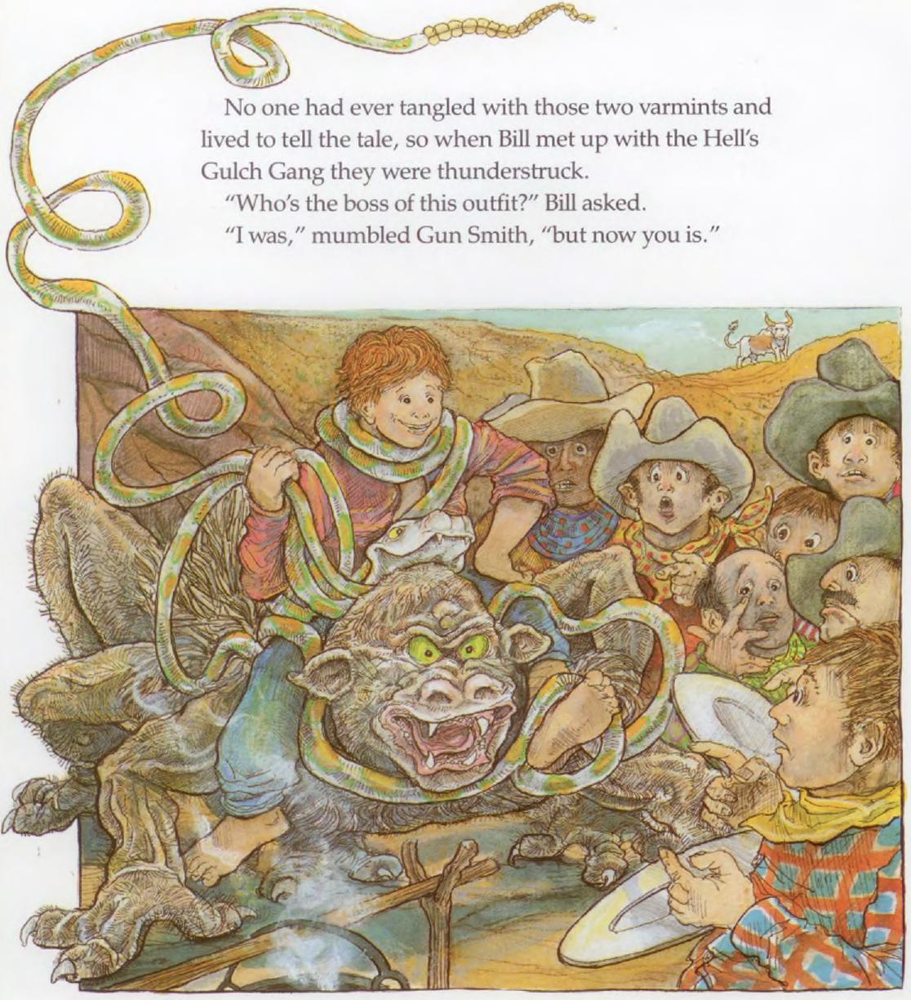 No one had ever tangled with those two varmints and
lived to tell the tale, so when Bill met up with the Hell's
Gulch Gang they were thunderstruck.
“Who's the boss of this outfit?” Bill asked.
“I was,” mumbled Gun Smith, “but now you is.”